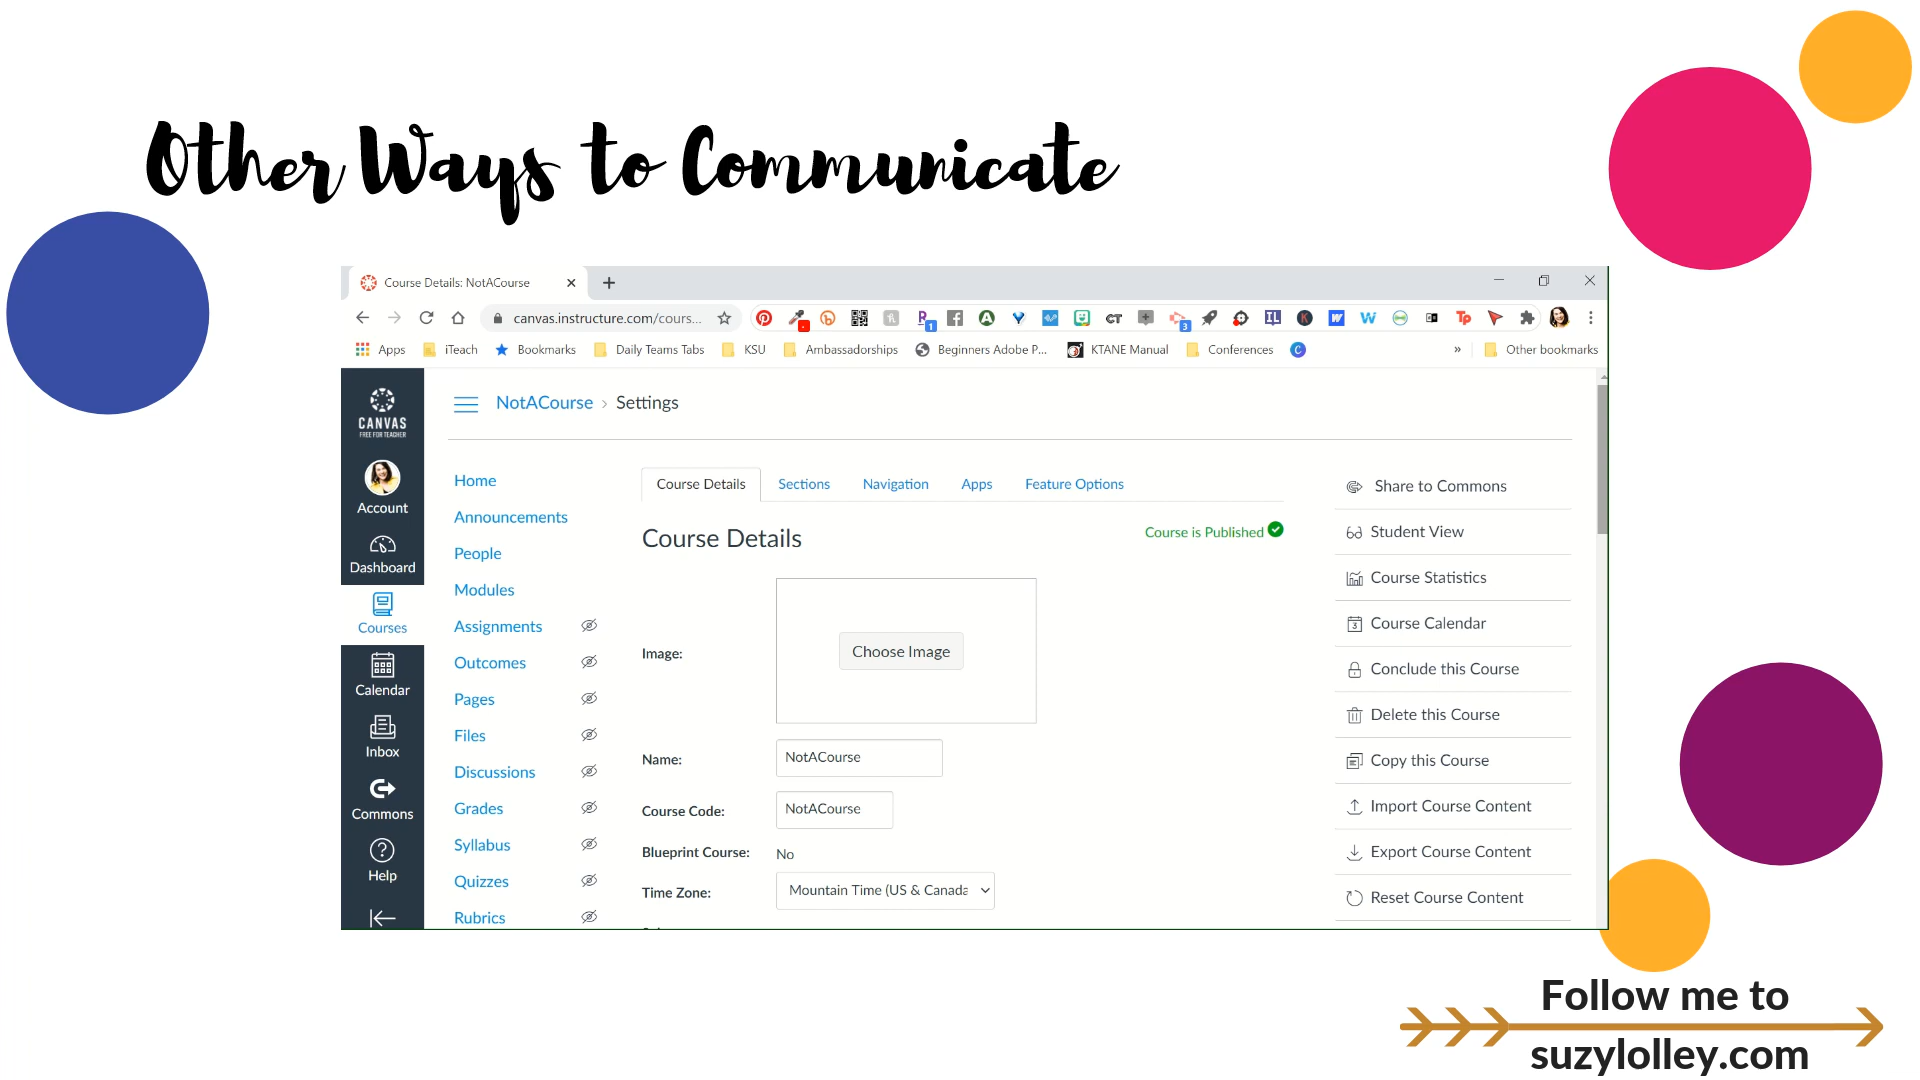 Other Ways to Communicate
Course Details: NotACourse
canvas.instructure.com/cours...
Apps iTeach Bookmarks Daily Teams Tabs KSU Ambassadorships Beginners Adobe P... KTANE Manual Conferences » Other bookmarks
CANVAS
FREE FOR TEACHER
Account
Dashboard
Courses
Calendar
Inbox
Commons
Help
NotACourse › Settings
Home
Announcements
People
Modules
Assignments
Outcomes
Pages
Files
Discussions
Grades
Syllabus
Quizzes
Rubrics
Course Details Sections Navigation Apps Feature Options
Course Details
Course is Published
Image:
Choose Image
Name: NotACourse
Course Code: NotACourse
Blueprint Course: No
Time Zone: Mountain Time (US & Canada
Share to Commons
Student View
Course Statistics
Course Calendar
Conclude this Course
Delete this Course
Copy this Course
Import Course Content
Export Course Content
Reset Course Content
Follow me to
suzylolley.com